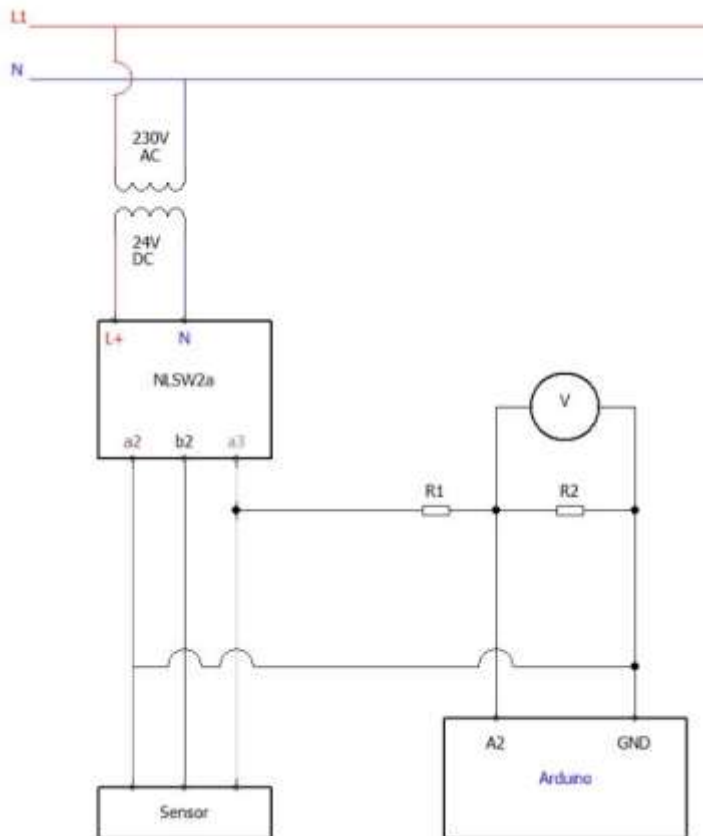 L1
N
230V
AC
24V
DC
L+ N
NLSW2a
a2 b2 a3
V
R1 R2
A2 GND
Arduino
Sensor